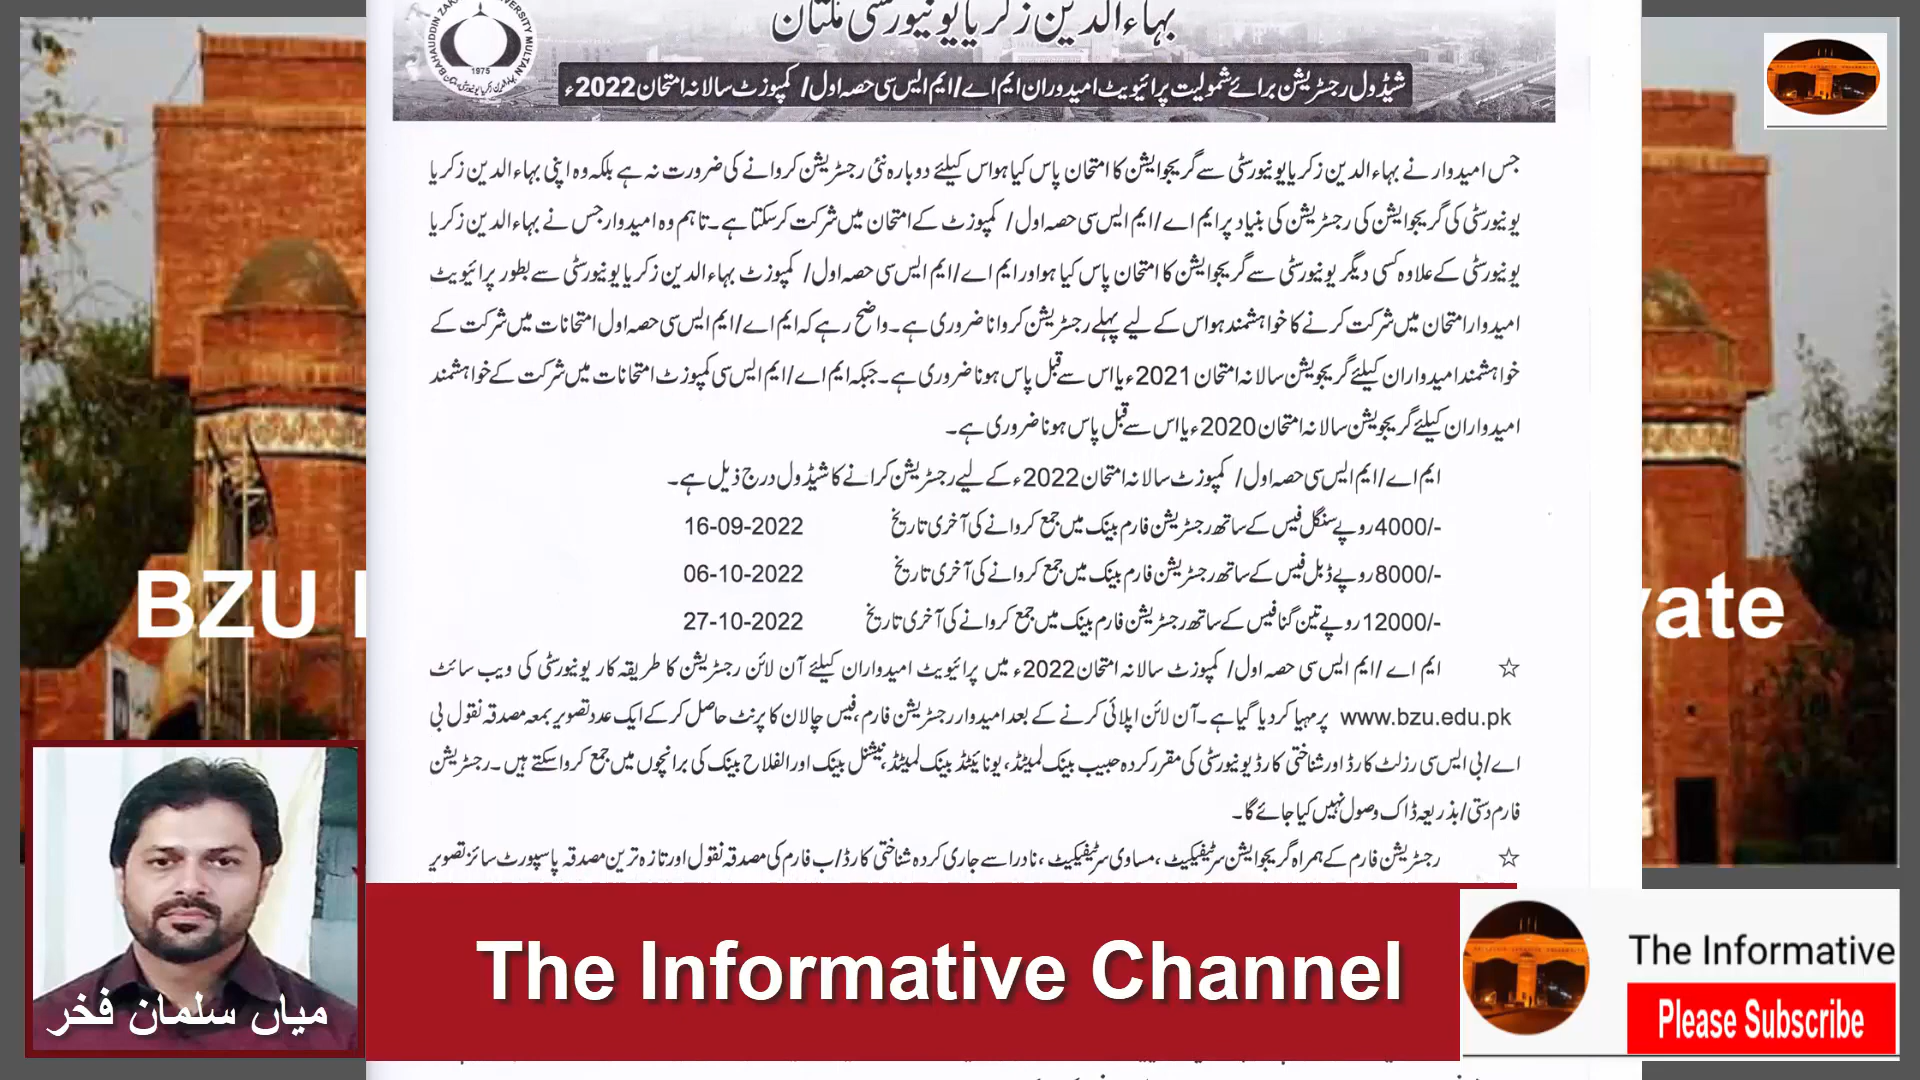 بہاء الدین زکریا یونیورسٹی ملتان
BAHAUDDIN ZAK
UNIVERSITY MULTAN
1975
شیڈول رجسٹریشن برائے شمولیت پرائیویٹ امیدوران ایم اے/ایم ایس سی حصہ اول/ کمپوزٹ سالانہ امتحان 2022ء
جس امیدوار نے بہاء الدین زکریا یونیورسٹی سے گریجوایشن کا امتحان پاس کیا ہو اس کیلئے دوبارہ نئی رجسٹریشن کروانے کی ضرورت نہ ہے بلکہ وہ اپنی بہاء الدین زکریا
یونیورسٹی کی گریجوایشن کی رجسٹریشن کی بنیاد پر ایم اے/ایم ایس سی حصہ اول/ کمپوزٹ کے امتحان میں شرکت کر سکتا ہے۔ تاہم وہ امیدوار جس نے بہاء الدین زکریا
یونیورسٹی کے علاوہ کسی دیگر یونیورسٹی سے گریجوایشن کا امتحان پاس کیا ہو اور ایم اے/ایم ایس سی حصہ اول/ کمپوزٹ بہاء الدین زکریا یونیورسٹی سے بطور پرائیویٹ
امیدوار امتحان میں شرکت کرنے کا خواہشمند ہو اس کے لیے پہلے رجسٹریشن کروانا ضروری ہے۔ واضح رہے کہ ایم اے/ایم ایس سی حصہ اول امتحانات میں شرکت کے
خواہشمند امیدواران کیلئے گریجویشن سالانہ امتحان 2021ء یا اس سے قبل پاس ہونا ضروری ہے۔ جبکہ ایم اے/ایم ایس سی کمپوزٹ امتحانات میں شرکت کے خواہشمند
امیدواران کیلئے گریجویشن سالانہ امتحان 2020ء یا اس سے قبل پاس ہونا ضروری ہے۔
ایم اے/ایم ایس سی حصہ اول/ کمپوزٹ سالانہ امتحان 2022ء کے لیے رجسٹریشن کرانے کا شیڈول درج ذیل ہے۔
4000/- روپے سنگل فیس کے ساتھ رجسٹریشن فارم بینک میں جمع کروانے کی آخری تاریخ 16-09-2022
8000/- روپے ڈبل فیس کے ساتھ رجسٹریشن فارم بینک میں جمع کروانے کی آخری تاریخ 06-10-2022
12000/- روپے تین گنا فیس کے ساتھ رجسٹریشن فارم بینک میں جمع کروانے کی آخری تاریخ 27-10-2022
☆ ایم اے/ایم ایس سی حصہ اول/ کمپوزٹ سالانہ امتحان 2022ء میں پرائیویٹ امیدواران کیلئے آن لائن رجسٹریشن کا طریقہ کار یونیورسٹی کی ویب سائٹ
www.bzu.edu.pk پر مہیا کر دیا گیا ہے۔ آن لائن اپلائی کرنے کے بعد امیدوار رجسٹریشن فارم، فیس چالان کا پرنٹ حاصل کر کے ایک عدد تصویر بمعہ مصدقہ نقول بی
اے/بی ایس سی رزلٹ کارڈ اور شناختی کارڈ یونیورسٹی کی مقرر کردہ حبیب بینک لمیٹڈ، یونائیٹڈ بینک لمیٹڈ، نیشنل بینک اور الفلاح بینک کی برانچوں میں جمع کروا سکتے ہیں۔ رجسٹریشن
فارم دستی/بذریعہ ڈاک وصول نہیں کیا جائے گا۔
☆ رجسٹریشن فارم کے ہمراہ گریجوایشن سرٹیفیکیٹ، مساوی سرٹیفیکیٹ، نادرا سے جاری کردہ شناختی کارڈ/ب فارم کی مصدقہ نقول اور تازہ ترین مصدقہ پاسپورٹ سائز تصویر
BZU
vate
میاں سلمان فخر
The Informative Channel
The Informative
Please Subscribe